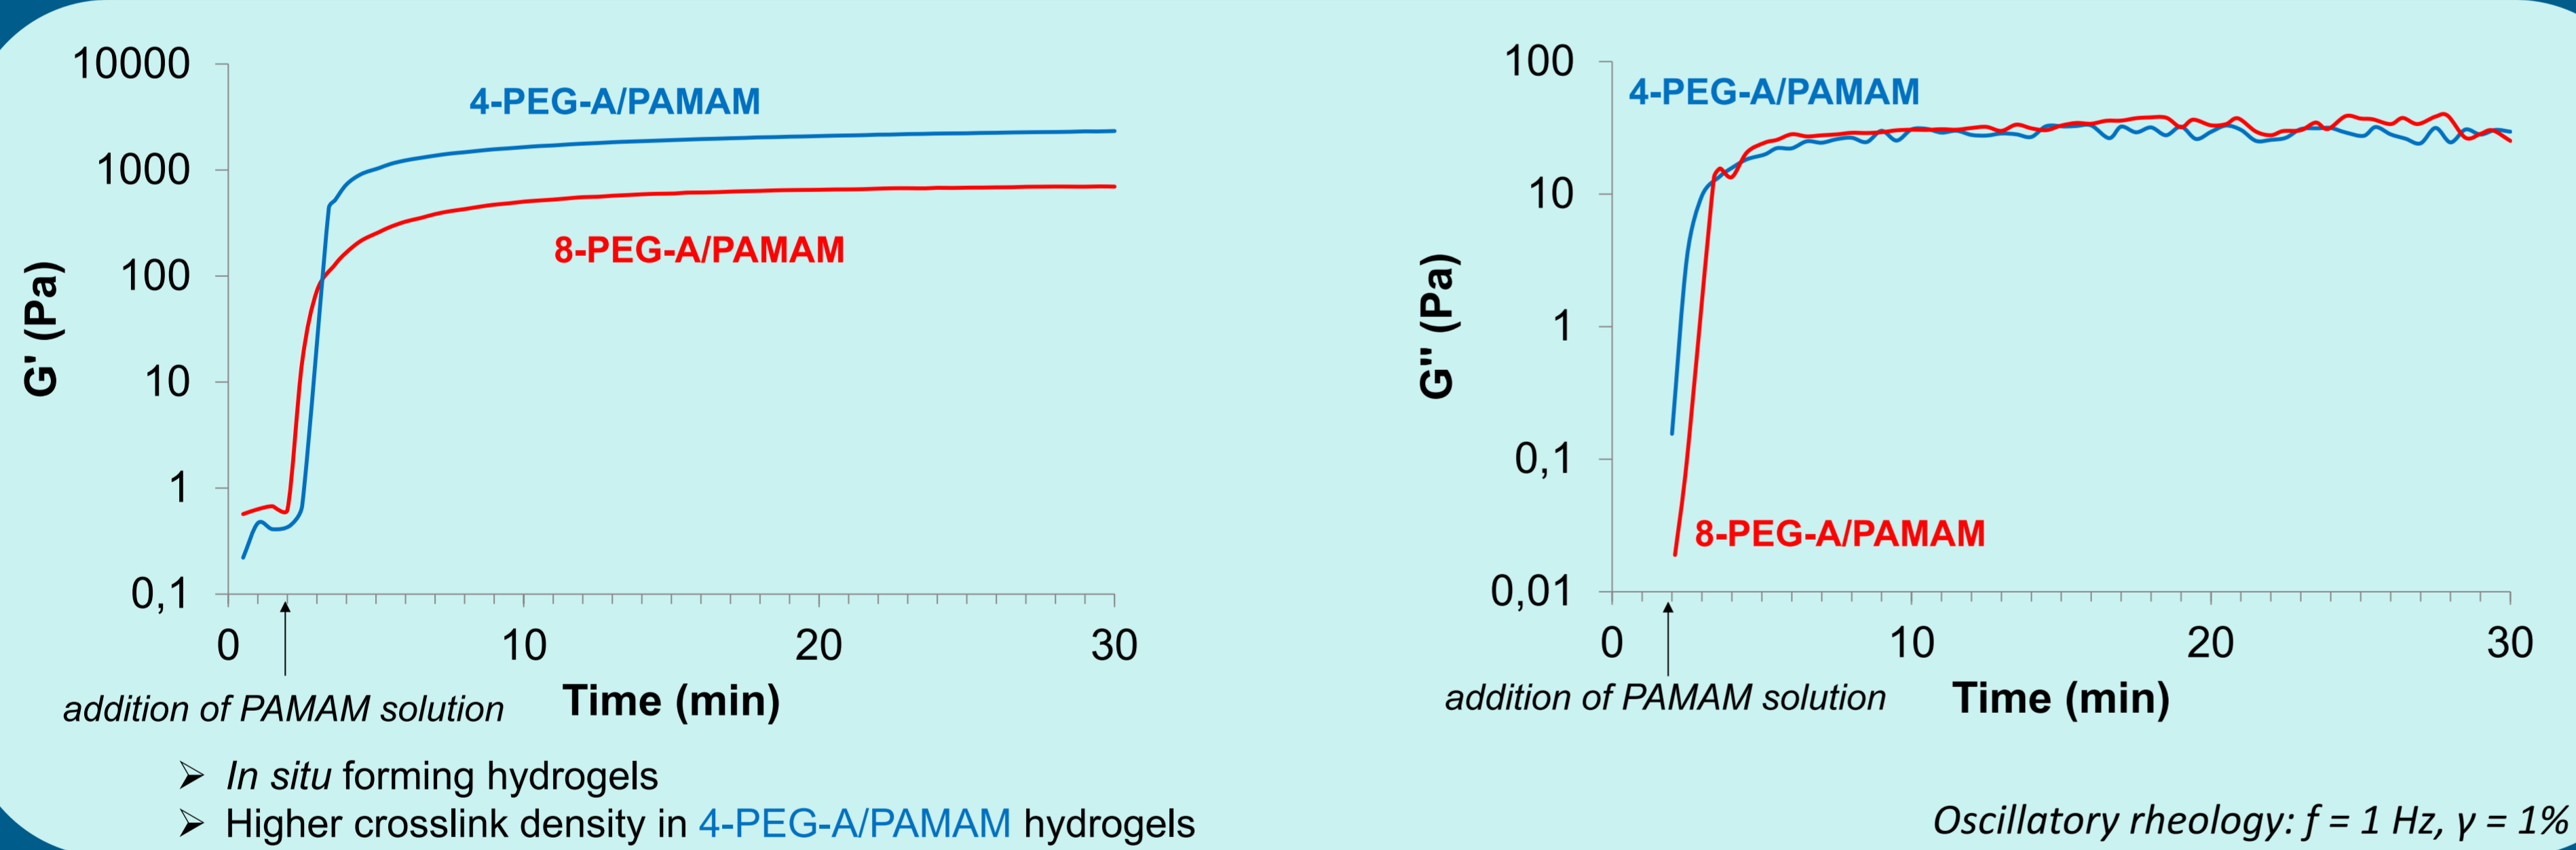 10000
1000
100
10
1
0,1
G' (Pa)
4-PEG-A/PAMAM
8-PEG-A/PAMAM
0 10 20 30
addition of PAMAM solution
Time (min)
100
10
1
0,1
0,01
G'' (Pa)
4-PEG-A/PAMAM
8-PEG-A/PAMAM
0 10 20 30
addition of PAMAM solution
Time (min)
➢ In situ forming hydrogels
➢ Higher crosslink density in 4-PEG-A/PAMAM hydrogels
Oscillatory rheology: f = 1 Hz, γ = 1%